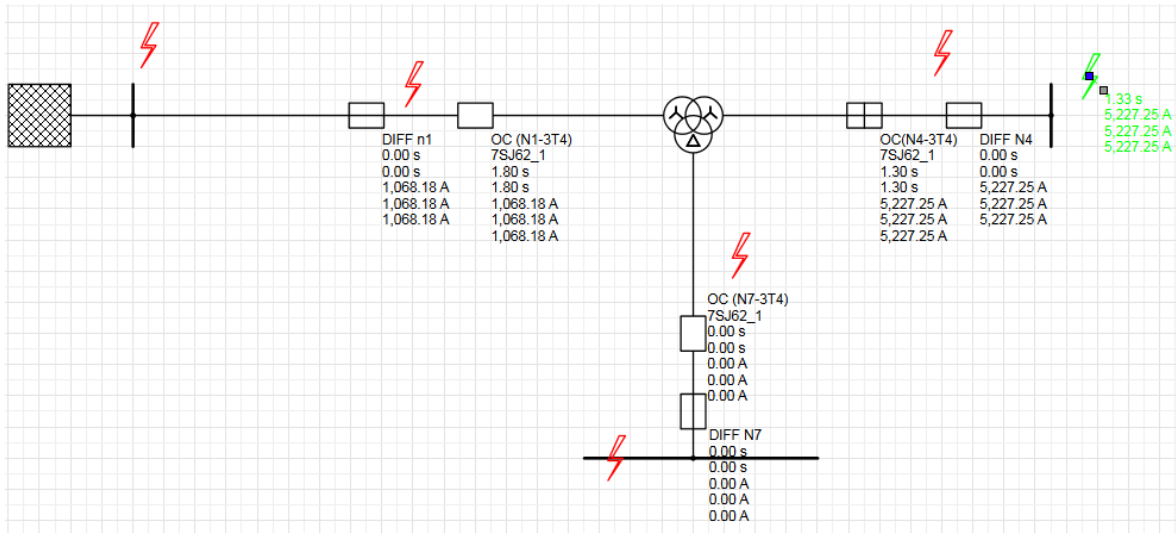 1.33 s
5,227.25 A
5,227.25 A
5,227.25 A
DIFF n1
0.00 s
0.00 s
1,068.18 A
1,068.18 A
1,068.18 A
OC (N1-3T4)
7SJ62_1
1.80 s
1.80 s
1,068.18 A
1,068.18 A
1,068.18 A
OC(N4-3T4)
7SJ62_1
1.30 s
1.30 s
5,227.25 A
5,227.25 A
5,227.25 A
DIFF N4
0.00 s
0.00 s
5,227.25 A
5,227.25 A
5,227.25 A
OC (N7-3T4)
7SJ62_1
0.00 s
0.00 s
0.00 A
0.00 A
0.00 A
DIFF N7
0.00 s
0.00 s
0.00 A
0.00 A
0.00 A